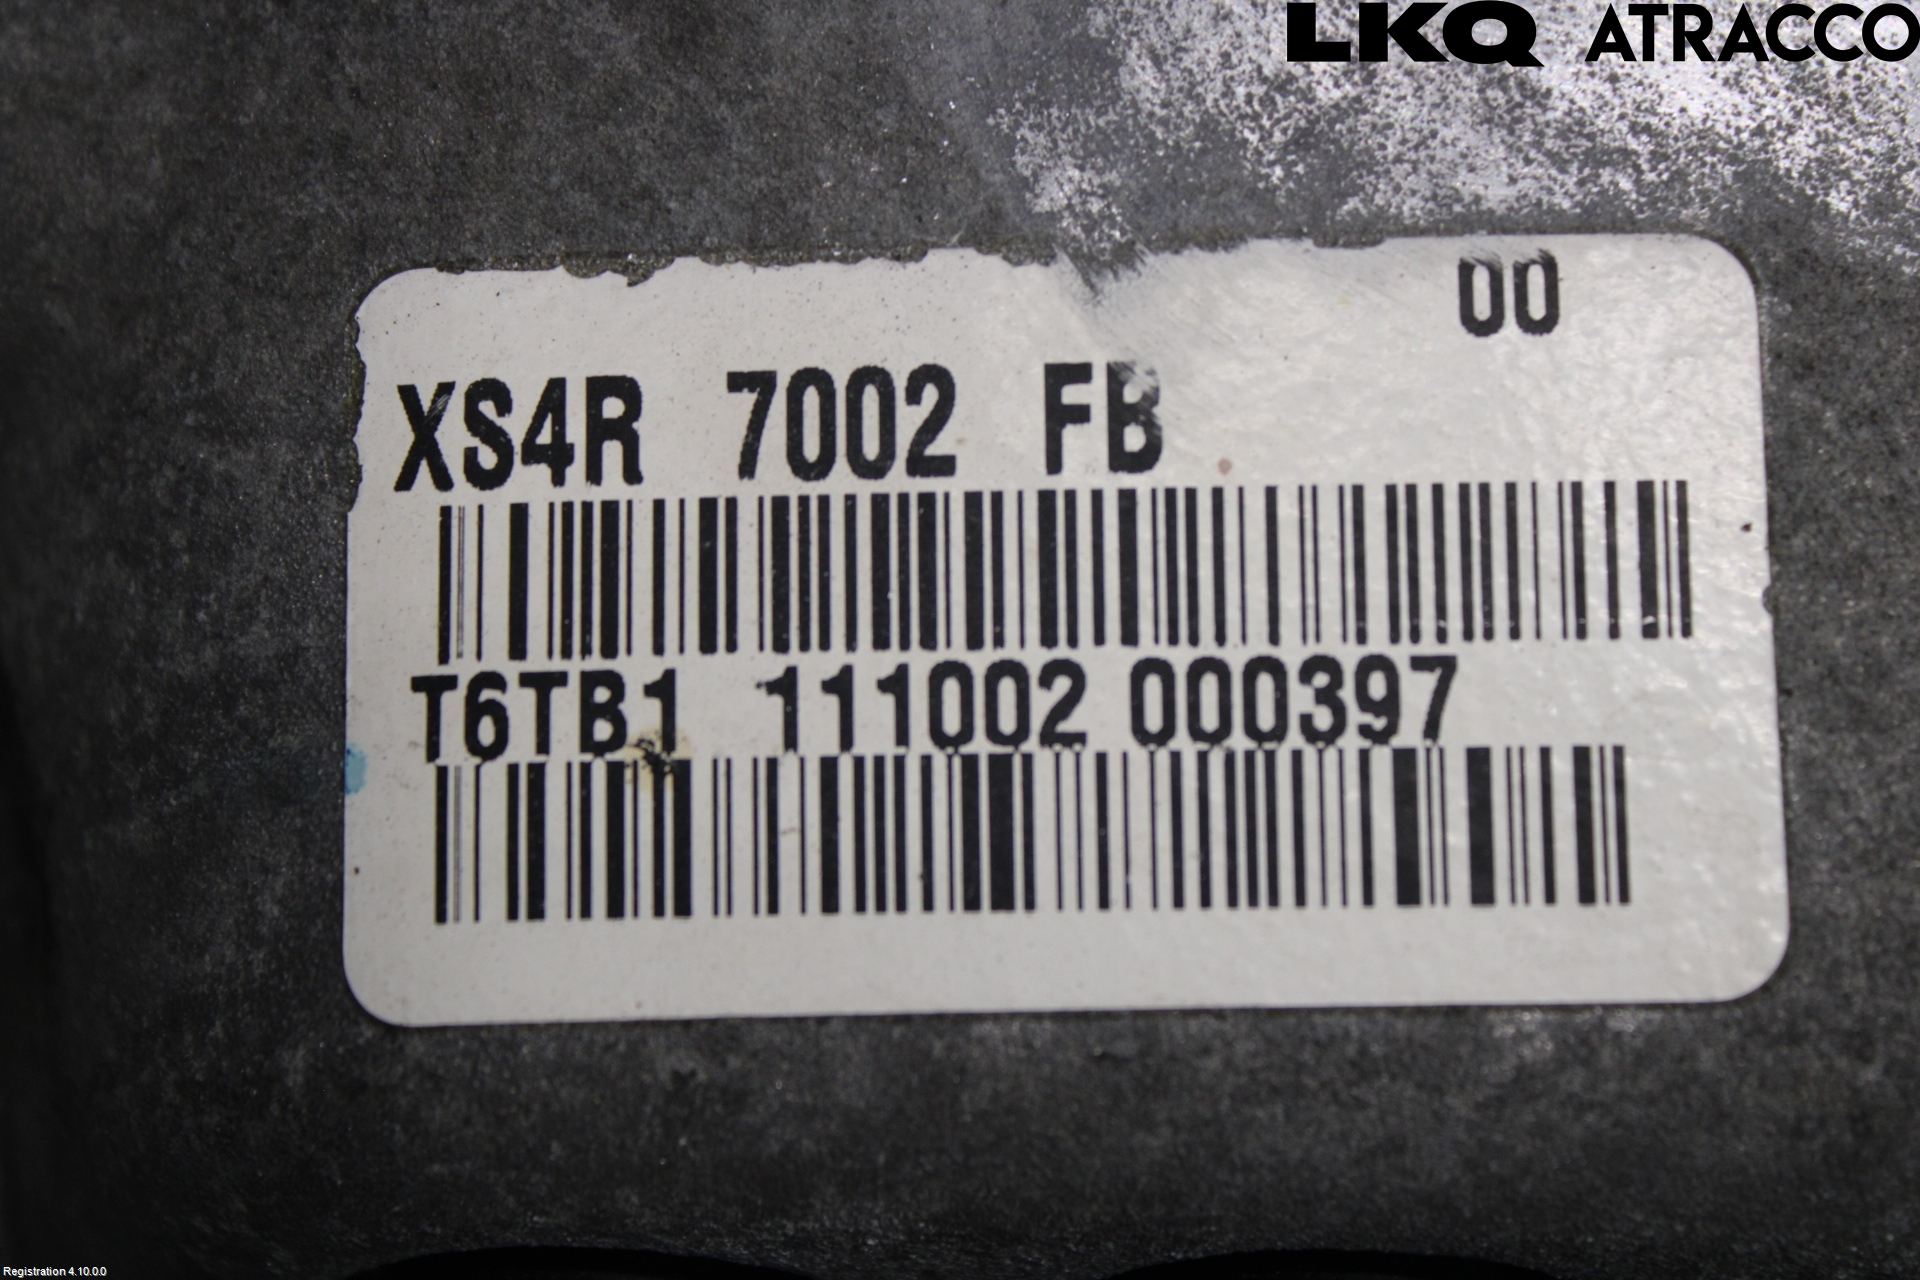 LKQ ATRACCO
00
XS4R 7002 FB
T6TB1 111002 000397
Registration 4.10.0.0